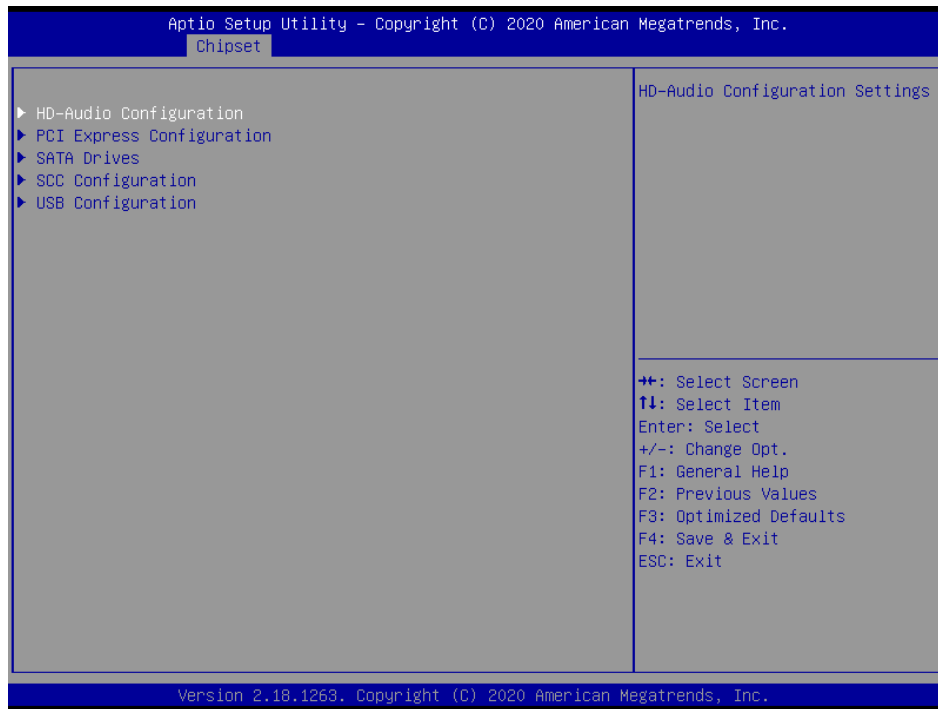 Aptio Setup Utility – Copyright (C) 2020 American Megatrends, Inc.
Chipset
▶ HD-Audio Configuration
▶ PCI Express Configuration
▶ SATA Drives
▶ SCC Configuration
▶ USB Configuration
HD-Audio Configuration Settings
→←: Select Screen
↑↓: Select Item
Enter: Select
+/-: Change Opt.
F1: General Help
F2: Previous Values
F3: Optimized Defaults
F4: Save & Exit
ESC: Exit
Version 2.18.1263. Copyright (C) 2020 American Megatrends, Inc.